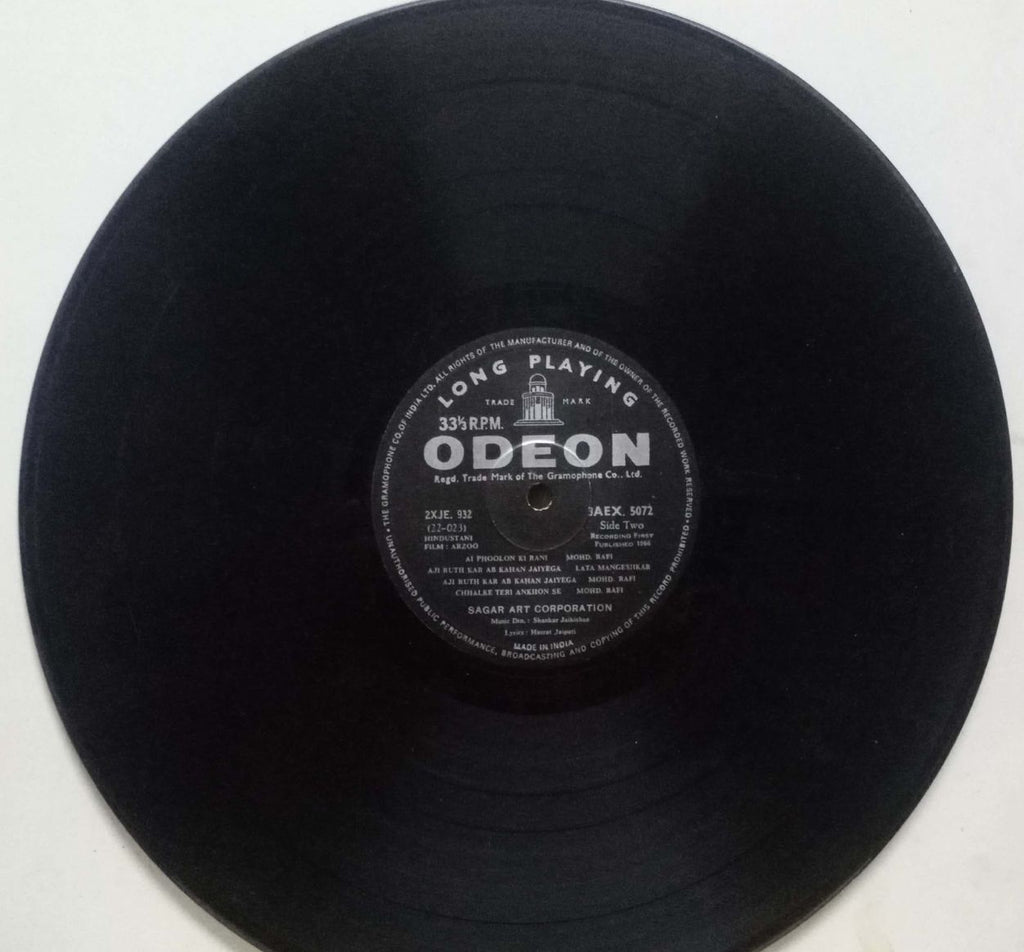 THE GRAMOPHONE CO. OF INDIA LTD. ALL RIGHTS OF THE MANUFACTURER AND OF THE OWNER OF THE RECORDED WORK RESERVED •
UNAUTHORISED PUBLIC PERFORMANCE, BROADCASTING AND COPYING OF THIS RECORD PROHIBITED •
LONG PLAYING
TRADE MARK
33⅓ R.P.M.
ODEON
Regd. Trade Mark of The Gramophone Co., Ltd.
2XJE. 932 3AEX. 5072
(22-023) Side Two
HINDUSTANI RECORDING FIRST
FILM : ARZOO PUBLISHED 1966
AI PHOOLON KI RANI MOHD. RAFI
AJI RUTH KAR AB KAHAN JAIYEGA LATA MANGESHKAR
AJI RUTH KAR AB KAHAN JAIYEGA MOHD. RAFI
CHHALKE TERI ANKHON SE MOHD. RAFI
SAGAR ART CORPORATION
Music Dtn. : Shankar Jaikishan
Lyrics : Hasrat Jaipuri
MADE IN INDIA